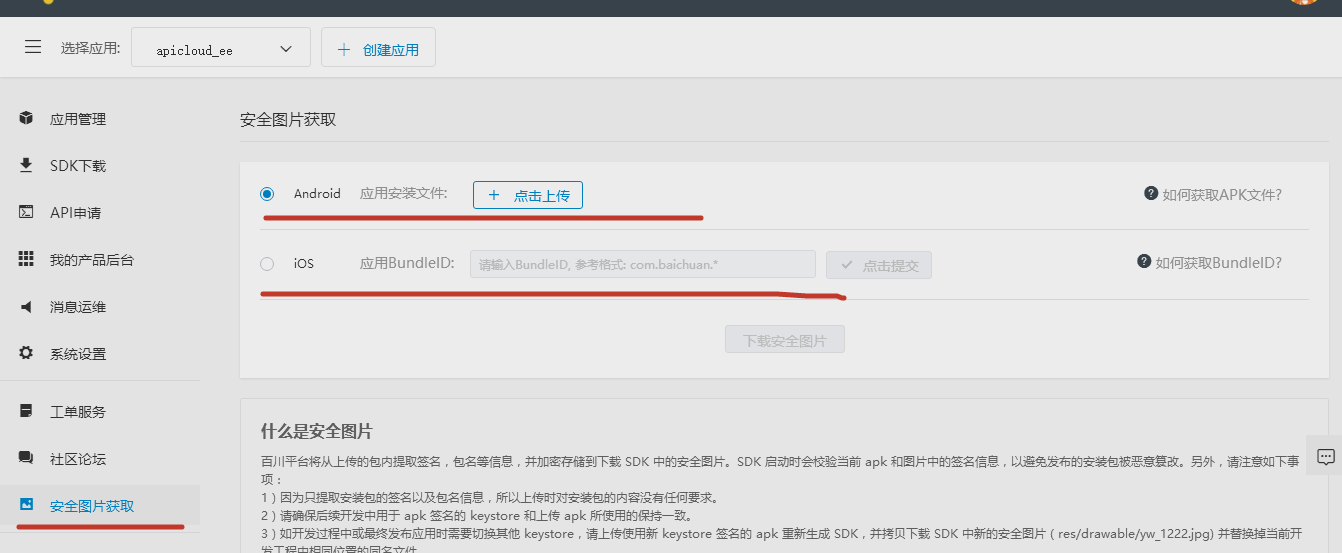 选择应用:
apicloud_ee
创建应用
应用管理
SDK下载
API申请
我的产品后台
消息运维
系统设置
工单服务
社区论坛
安全图片获取
安全图片获取
Android 应用安装文件: + 点击上传 ? 如何获取APK文件?
iOS 应用BundleID: 请输入BundleID, 参考格式: com.baichuan.* 点击提交 ? 如何获取BundleID?
下载安全图片
什么是安全图片
百川平台将从上传的包内提取签名，包名等信息，并加密存储到下载 SDK 中的安全图片。SDK 启动时会校验当前 apk 和图片中的签名信息，以避免发布的安装包被恶意篡改。另外，请注意如下事
项：
1）因为只提取安装包的签名以及包名信息，所以上传时对安装包的内容没有任何要求。
2）请确保后续开发中用于 apk 签名的 keystore 和上传 apk 所使用的保持一致。
3）如开发过程中或最终发布应用时需要切换其他 keystore，请上传使用新 keystore 签名的 apk 重新生成 SDK，并拷贝下载 SDK 中新的安全图片（ res/drawable/yw_1222.jpg) 并替换掉当前开
发工程中相同位置的同名文件